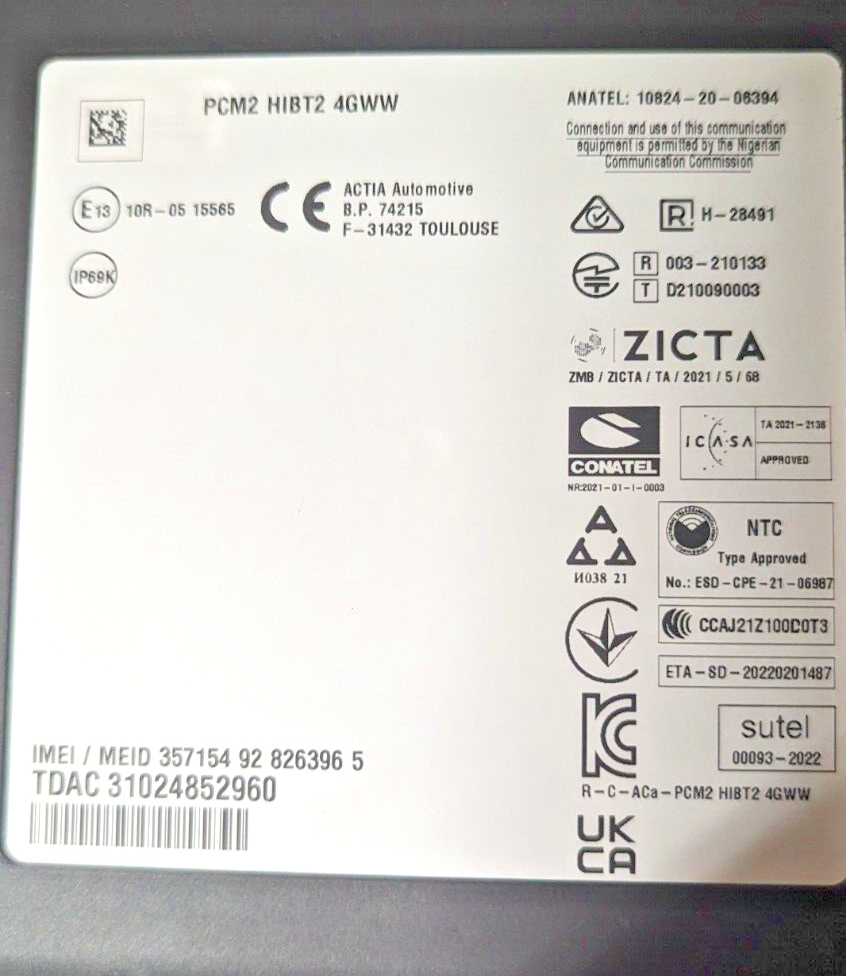 PCM2 HIBT2 4GWW
E13 10R-05 15565
CE
ACTIA Automotive
B.P. 74215
F-31432 TOULOUSE
IP69K
IMEI / MEID 357154 92 826396 5
TDAC 31024852960
ANATEL: 10824-20-06394
Connection and use of this communication
equipment is permitted by the Nigerian
Communication Commission
R! H-28491
R 003-210133
T D210090003
ZICTA
ZMB / ZICTA / TA / 2021 / 5 / 68
CONATEL
NR:2021-01-I-0003
ICASA
TA 2021-2136
APPROVED
И038 21
NTC
Type Approved
No.: ESD-CPE-21-06987
CCAJ21Z100D0T3
ETA-SD-20220201487
KC
sutel
00093-2022
R-C-ACa-PCM2 HIBT2 4GWW
UK
CA